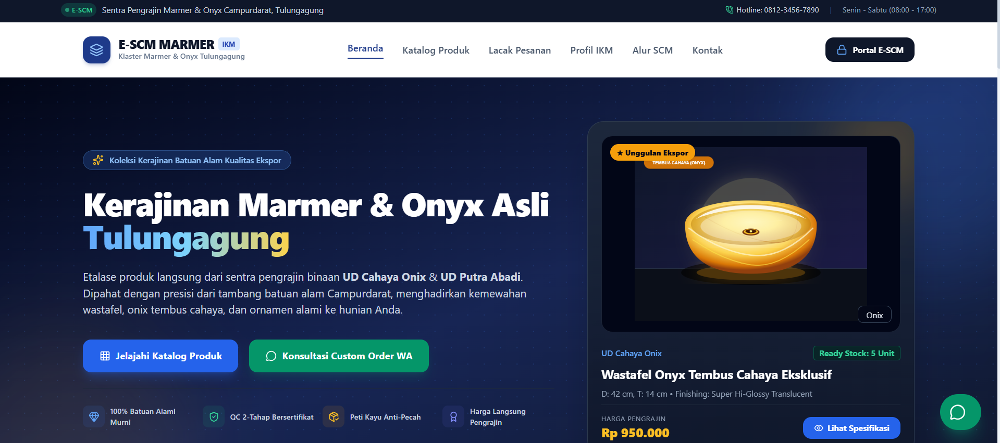 E-SCM Sentra Pengrajin Marmer & Onyx Campurdarat, Tulungagung
Hotline: 0812-3456-7890 | Senin - Sabtu (08:00 - 17:00)
E-SCM MARMER IKM
Klaster Marmer & Onyx Tulungagung
Beranda Katalog Produk Lacak Pesanan Profil IKM Alur SCM Kontak
Portal E-SCM
Koleksi Kerajinan Batuan Alam Kualitas Ekspor
Kerajinan Marmer & Onyx Asli
Tulungagung
Etalase produk langsung dari sentra pengrajin binaan UD Cahaya Onix & UD Putra Abadi.
Dipahat dengan presisi dari tambang batuan alam Campurdarat, menghadirkan kemewahan
wastafel, onix tembus cahaya, dan ornamen alami ke hunian Anda.
Jelajahi Katalog Produk
Konsultasi Custom Order WA
100% Batuan Alami
Murni
QC 2-Tahap Bersertifikat
Peti Kayu Anti-Pecah
Harga Langsung
Pengrajin
★ Unggulan Ekspor
TEMBUS CAHAYA (ONYX)
Onix
UD Cahaya Onix
Ready Stock: 5 Unit
Wastafel Onyx Tembus Cahaya Eksklusif
D: 42 cm, T: 14 cm • Finishing: Super Hi-Glossy Translucent
HARGA PENGRAJIN
Rp 950.000
Lihat Spesifikasi